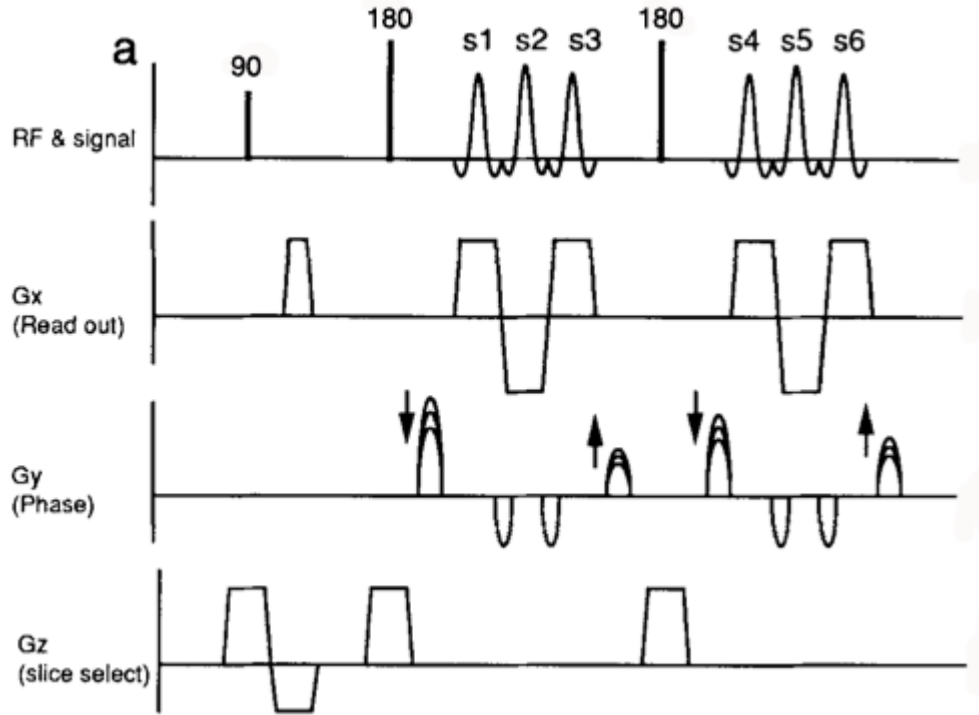 a
90
180
s1 s2 s3
180
s4 s5 s6
RF & signal
Gx
(Read out)
Gy
(Phase)
Gz
(slice select)